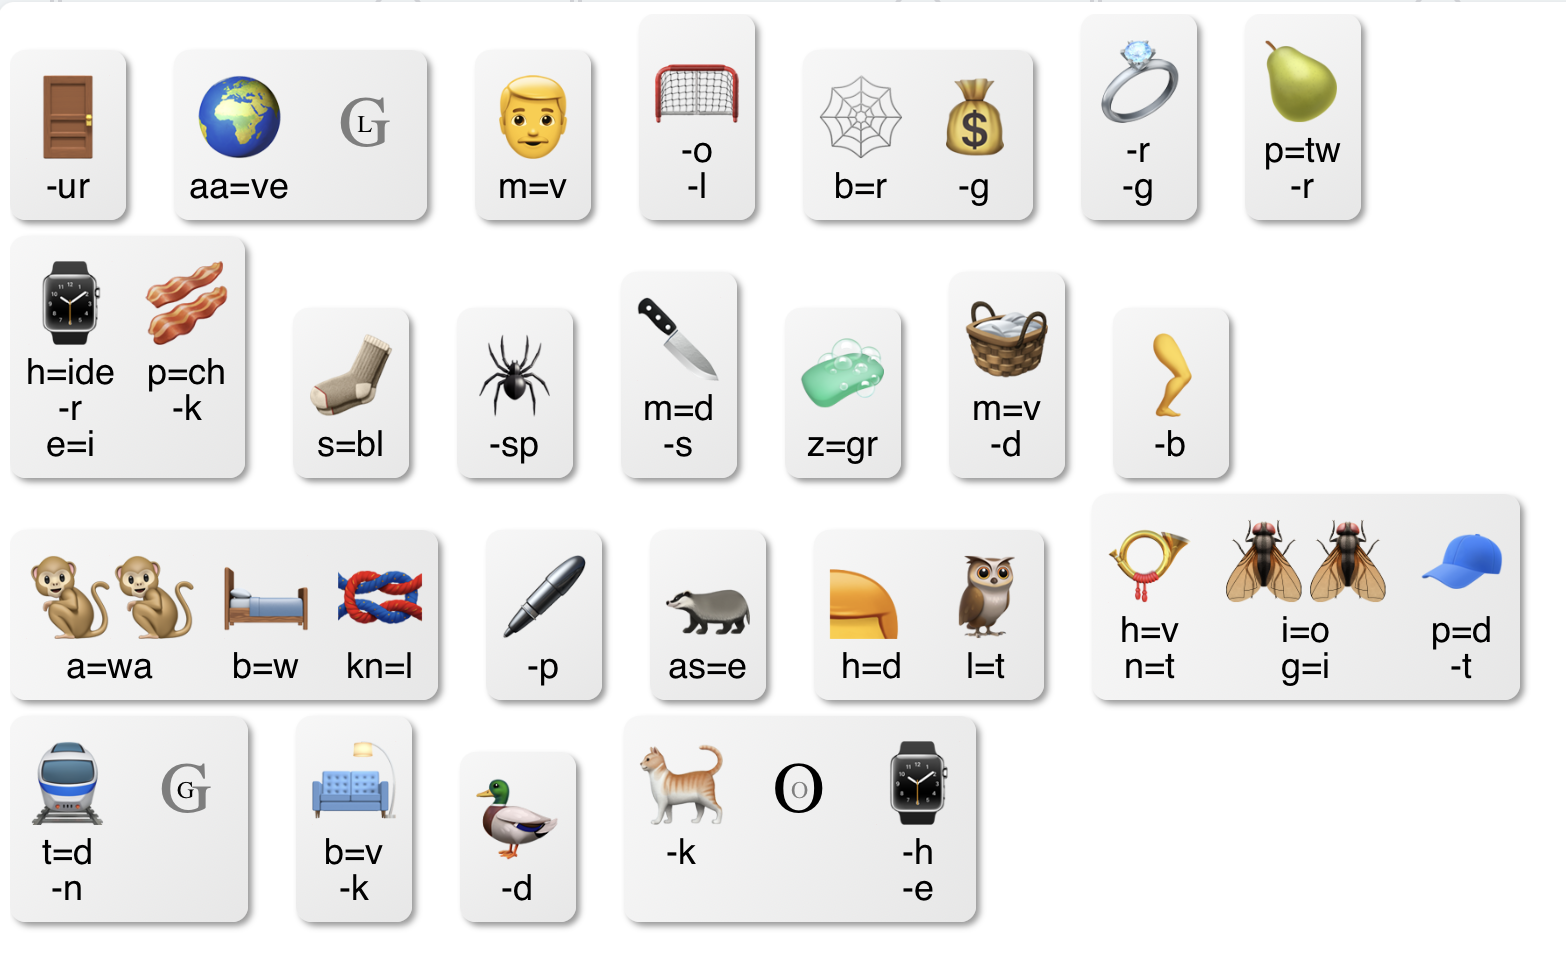 -ur aa=ve G L m=v -o -l b=r $ -g -r -g p=tw -r
h=ide -r e=i p=ch -k s=bl -sp m=d -s z=gr m=v -d -b
a=wa b=w kn=l -p as=e h=d l=t h=v n=t i=o g=i p=d -t
t=d -n G G b=v -k -d -k O O -h -e